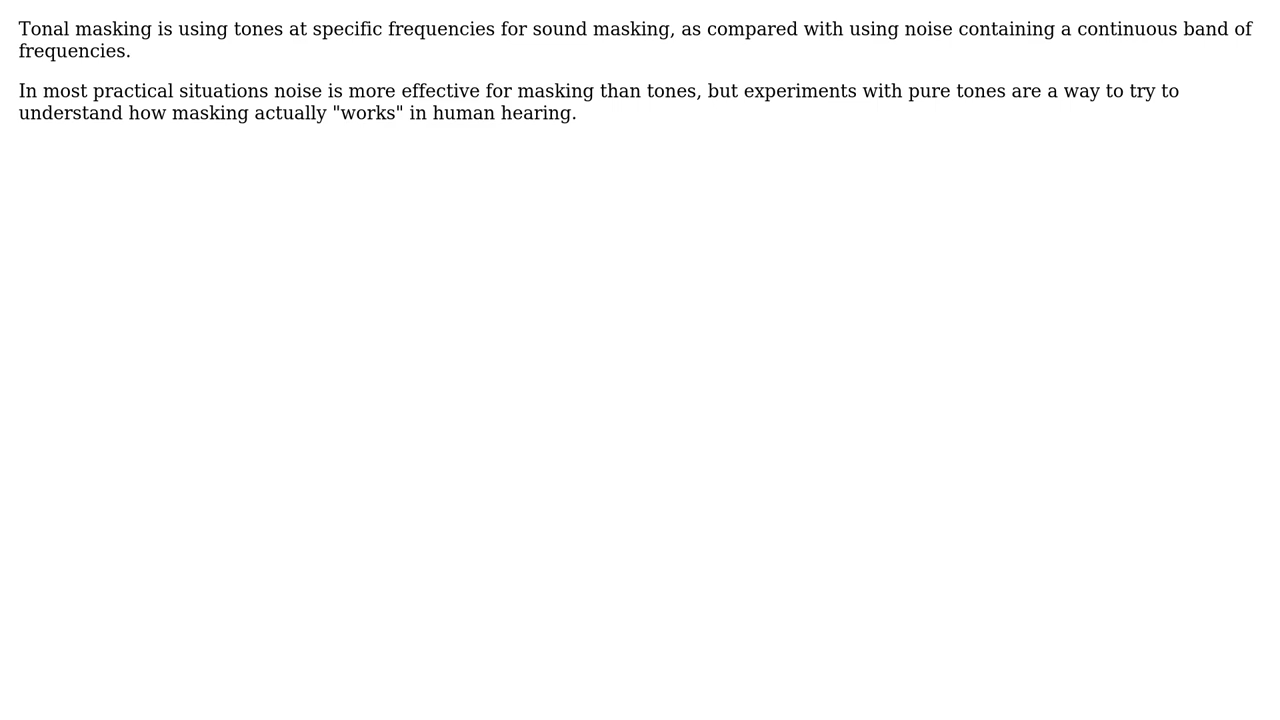 Tonal masking is using tones at specific frequencies for sound masking, as compared with using noise containing a continuous band of
frequencies.
In most practical situations noise is more effective for masking than tones, but experiments with pure tones are a way to try to
understand how masking actually "works" in human hearing.